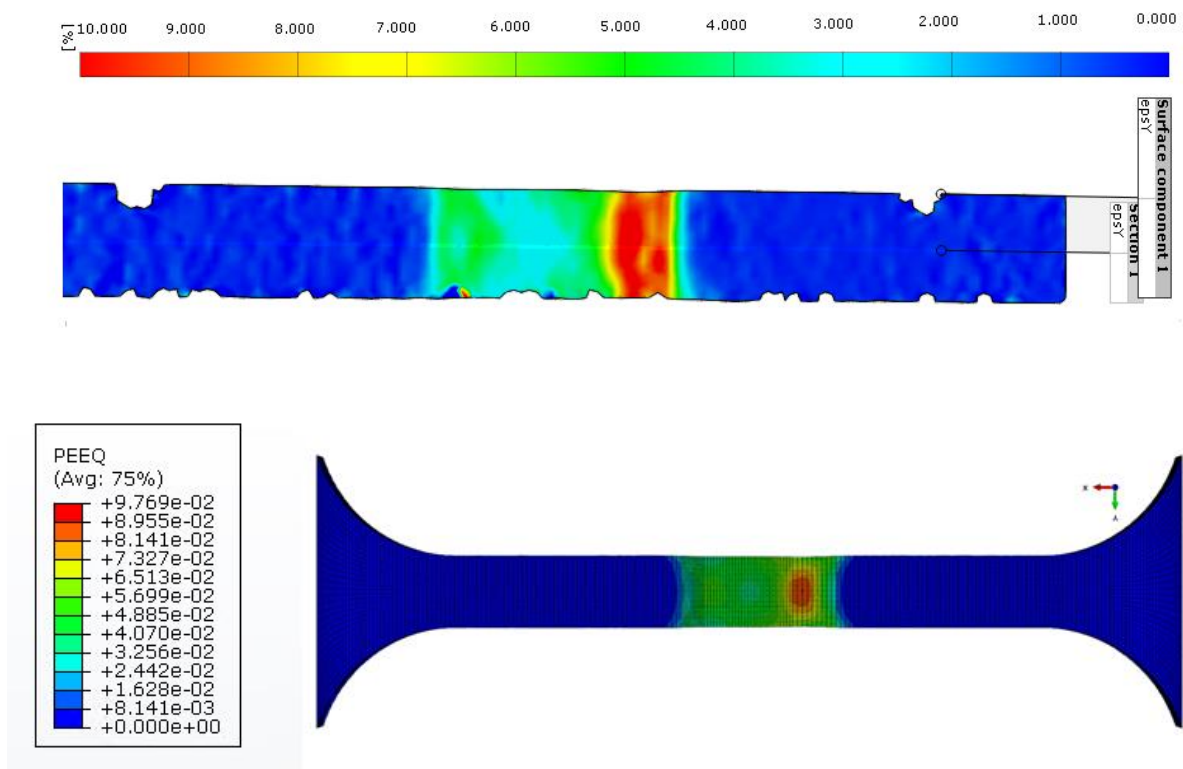 [%]
10.000 9.000 8.000 7.000 6.000 5.000 4.000 3.000 2.000 1.000 0.000
Surface component 1
epsY
Section 1
epsY
PEEQ
(Avg: 75%)
+9.769e-02
+8.955e-02
+8.141e-02
+7.327e-02
+6.513e-02
+5.699e-02
+4.885e-02
+4.070e-02
+3.256e-02
+2.442e-02
+1.628e-02
+8.141e-03
+0.000e+00